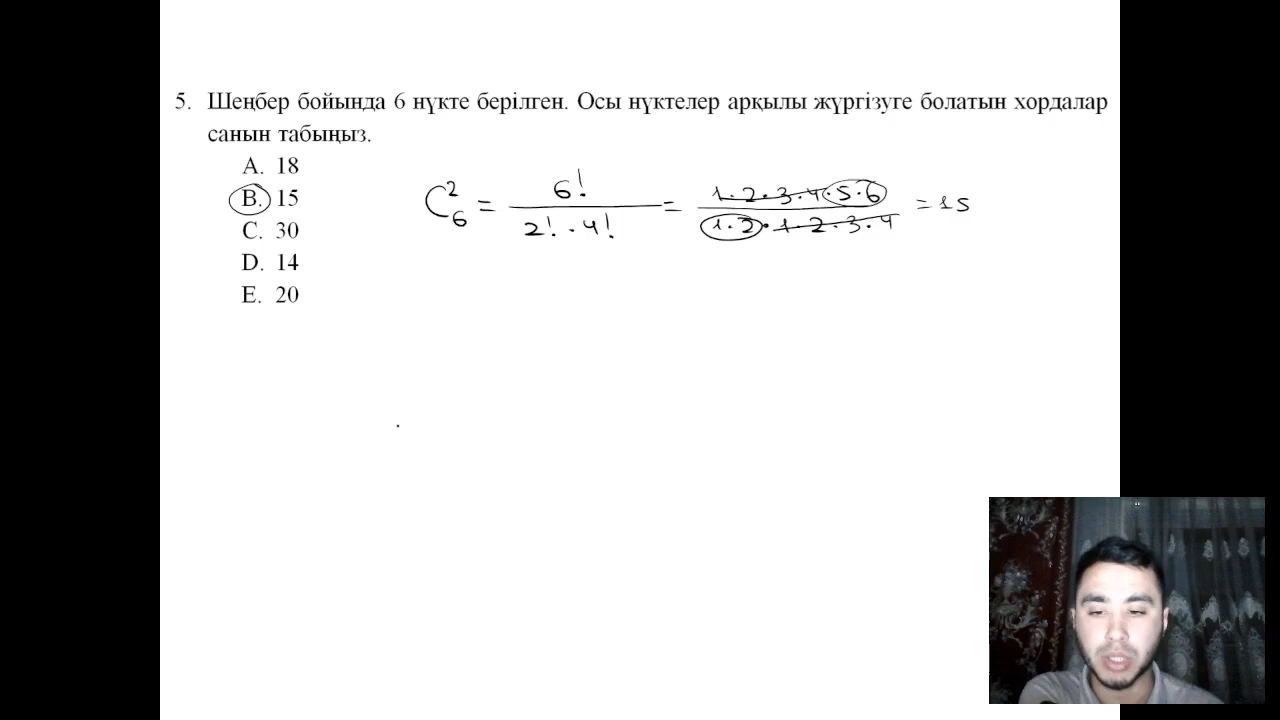 5. Шеңбер бойында 6 нүкте берілген. Осы нүктелер арқылы жүргізуге болатын хордалар
санын табыңыз.
A. 18
B. 15
C. 30
D. 14
E. 20
C₆² = 6! / (2! · 4!) = (1·2·3·4·5·6) / (1·2·1·2·3·4) = 15